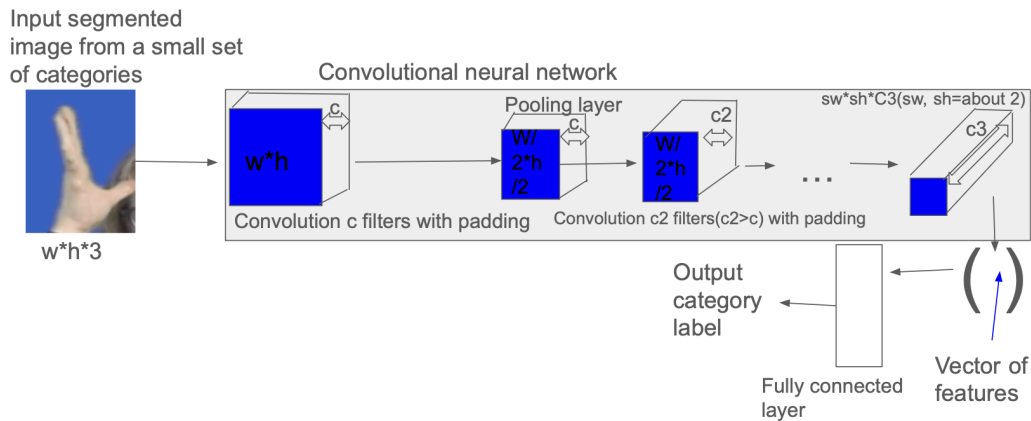 Input segmented
image from a small set
of categories
Convolutional neural network
sw*sh*C3(sw, sh=about 2)
Pooling layer
c
c
c2
c3
w*h
W/
2*h
/2
W/
2*h
/2
...
Convolution c filters with padding
Convolution c2 filters(c2>c) with padding
w*h*3
Output
category
label
( )
Vector of
features
Fully connected
layer